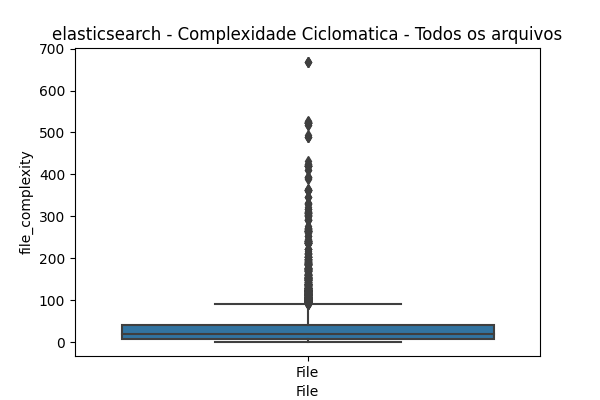 elasticsearch - Complexidade Ciclomatica - Todos os arquivos
700
600
500
400
300
200
100
0
file_complexity
File
File